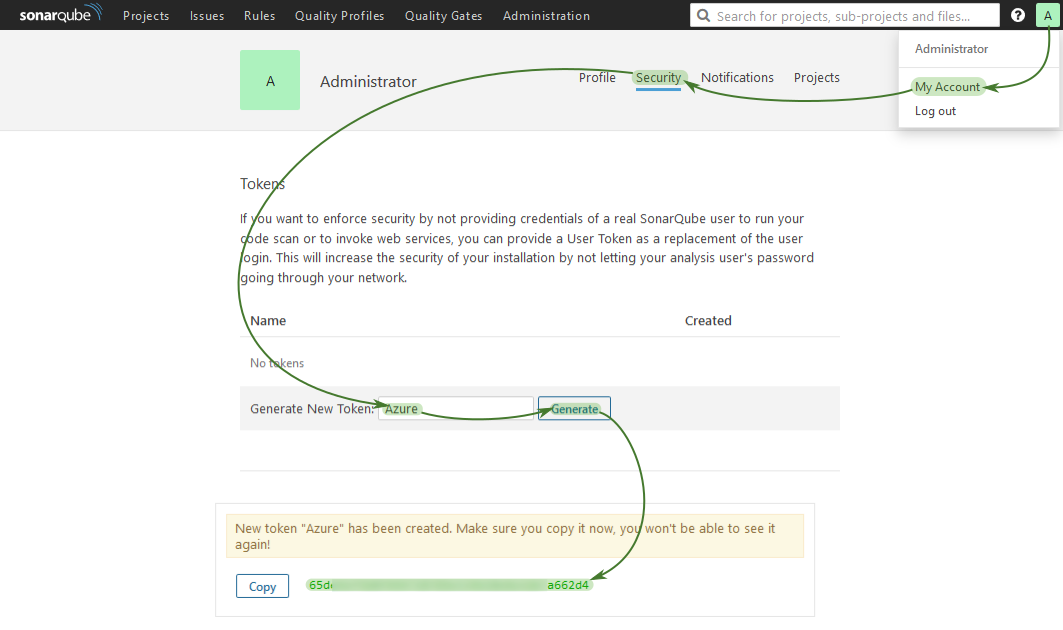 sonarqube Projects Issues Rules Quality Profiles Quality Gates Administration Search for projects, sub-projects and files... ? A
Administrator
My Account
Log out
A Administrator Profile Security Notifications Projects
Tokens
If you want to enforce security by not providing credentials of a real SonarQube user to run your
code scan or to invoke web services, you can provide a User Token as a replacement of the user
login. This will increase the security of your installation by not letting your analysis user's password
going through your network.
Name Created
No tokens
Generate New Token: Azure Generate
New token "Azure" has been created. Make sure you copy it now, you won't be able to see it
again!
Copy 65d a662d4